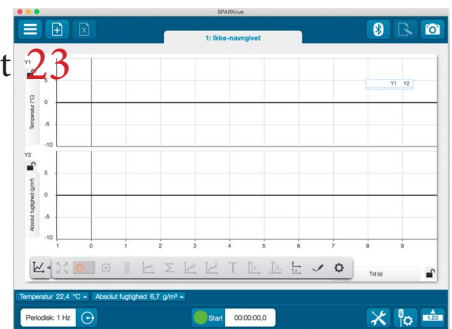 SPARKvue
1: Ikke-navngivet
t 23
Y1
Y1 Y2
Temperatur (°C)
5
0
-5
-10
Y2
Absolut fugtighed (g/m³)
5
0
-5
-10
1 0 1 2 3 4 5 6 7 8 9
Tid (s)
Temperatur 22,4 °C Absolut fugtighed 6,7 g/m³
Periodisk: 1 Hz
Start 00:00:00,0
1.23